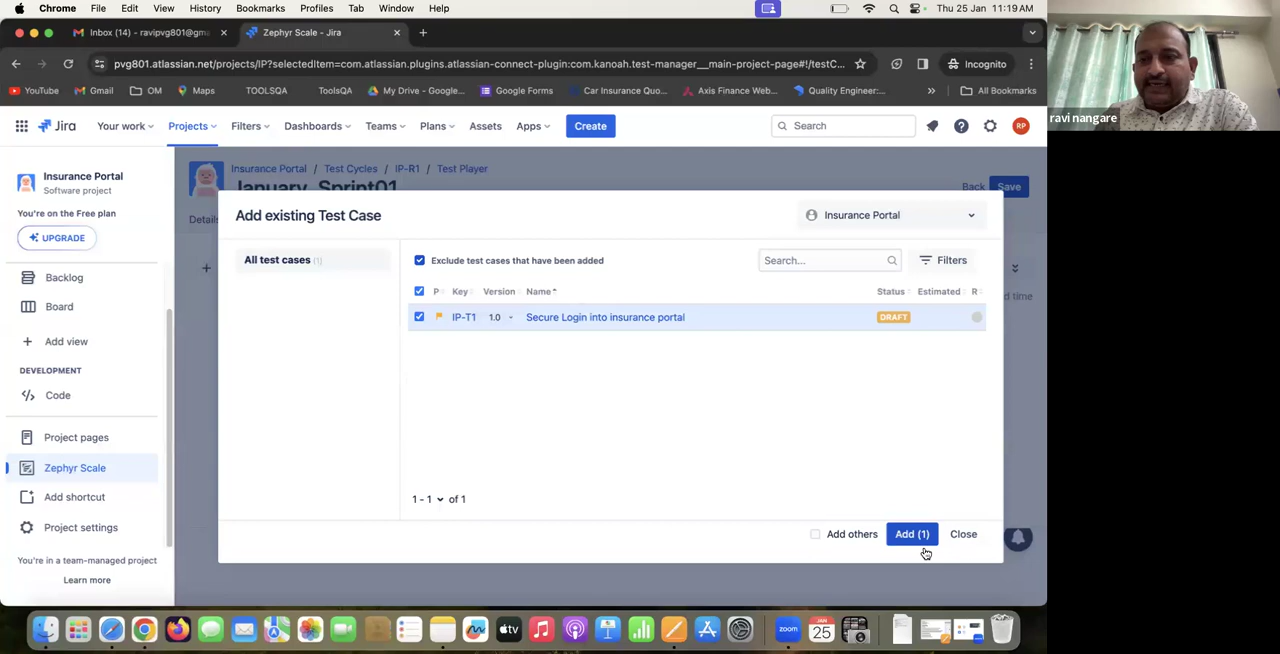 Chrome File Edit View History Bookmarks Profiles Tab Window Help Thu 25 Jan 11:19 AM
Inbox (14) - ravipvg801@gm
Zephyr Scale - Jira
pvg801.atlassian.net/projects/IP?selectedItem=com.atlassian.plugins.atlassian-connect-plugin:com.kanoah.test-manager__main-project-page#!/testC...
Incognito
YouTube Gmail OM Maps TOOLSQA ToolsQA My Drive - Google... Google Forms Car Insurance Quo... Axis Finance Web... Quality Engineer:... » All Bookmarks
Jira Your work Projects Filters Dashboards Teams Plans Assets Apps Create Search RP
ravi nangare
Insurance Portal
Software project
You're on the Free plan
UPGRADE
Backlog
Board
Add view
DEVELOPMENT
Code
Project pages
Zephyr Scale
Add shortcut
Project settings
You're in a team-managed project
Learn more
Insurance Portal / Test Cycles / IP-R1 / Test Player
January_Sprint01
Back Save
Details
d time
Add existing Test Case
Insurance Portal
All test cases (1)
Exclude test cases that have been added
Search...
Filters
P Key Version Name Status Estimated R
IP-T1 1.0 Secure Login into insurance portal DRAFT
1 - 1 of 1
Add others Add (1) Close
zoom
JAN
25
tv